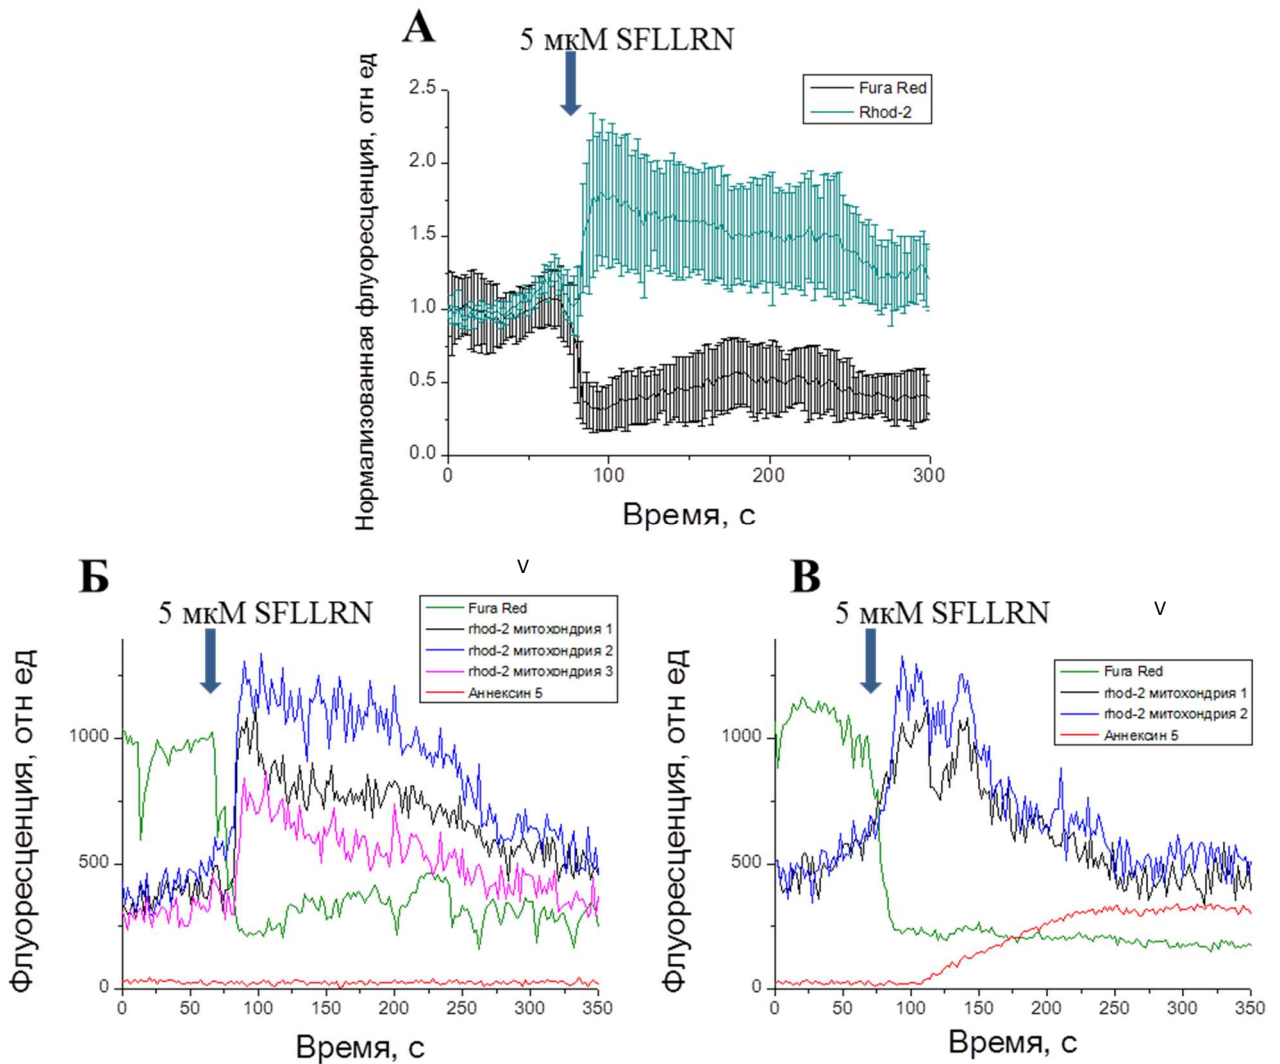 А
5 мкМ SFLLRN
Нормализованная флуоресценция, отн ед
2.5
2.0
1.5
1.0
0.5
0.0
Fura Red
Rhod-2
0
100
200
300
Время, с
Б
v
5 мкМ SFLLRN
Флуоресценция, отн ед
1000
500
0
Fura Red
rhod-2 митохондрия 1
rhod-2 митохондрия 2
rhod-2 митохондрия 3
Аннексин 5
0 50 100 150 200 250 300 350
Время, с
В
v
5 мкМ SFLLRN
Флуоресценция, отн ед
1000
500
0
Fura Red
rhod-2 митохондрия 1
rhod-2 митохондрия 2
Аннексин 5
0 50 100 150 200 250 300 350
Время, с